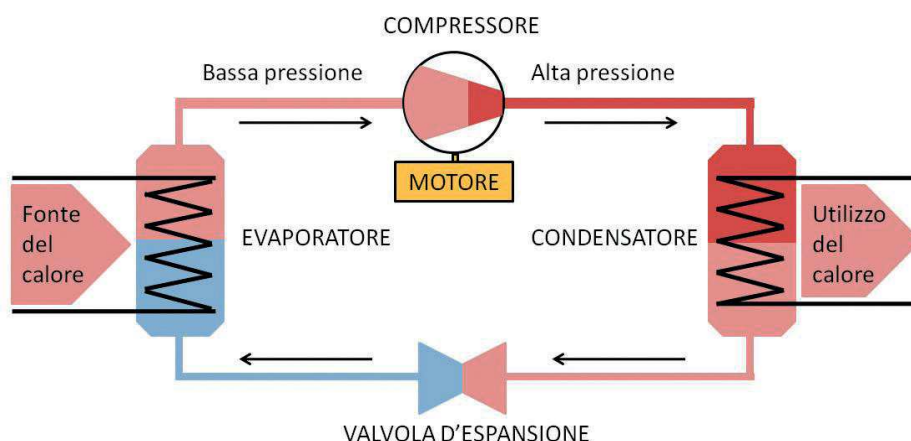 COMPRESSORE
Bassa pressione
Alta pressione
MOTORE
Fonte
del
calore
EVAPORATORE
CONDENSATORE
Utilizzo
del
calore
VALVOLA D'ESPANSIONE